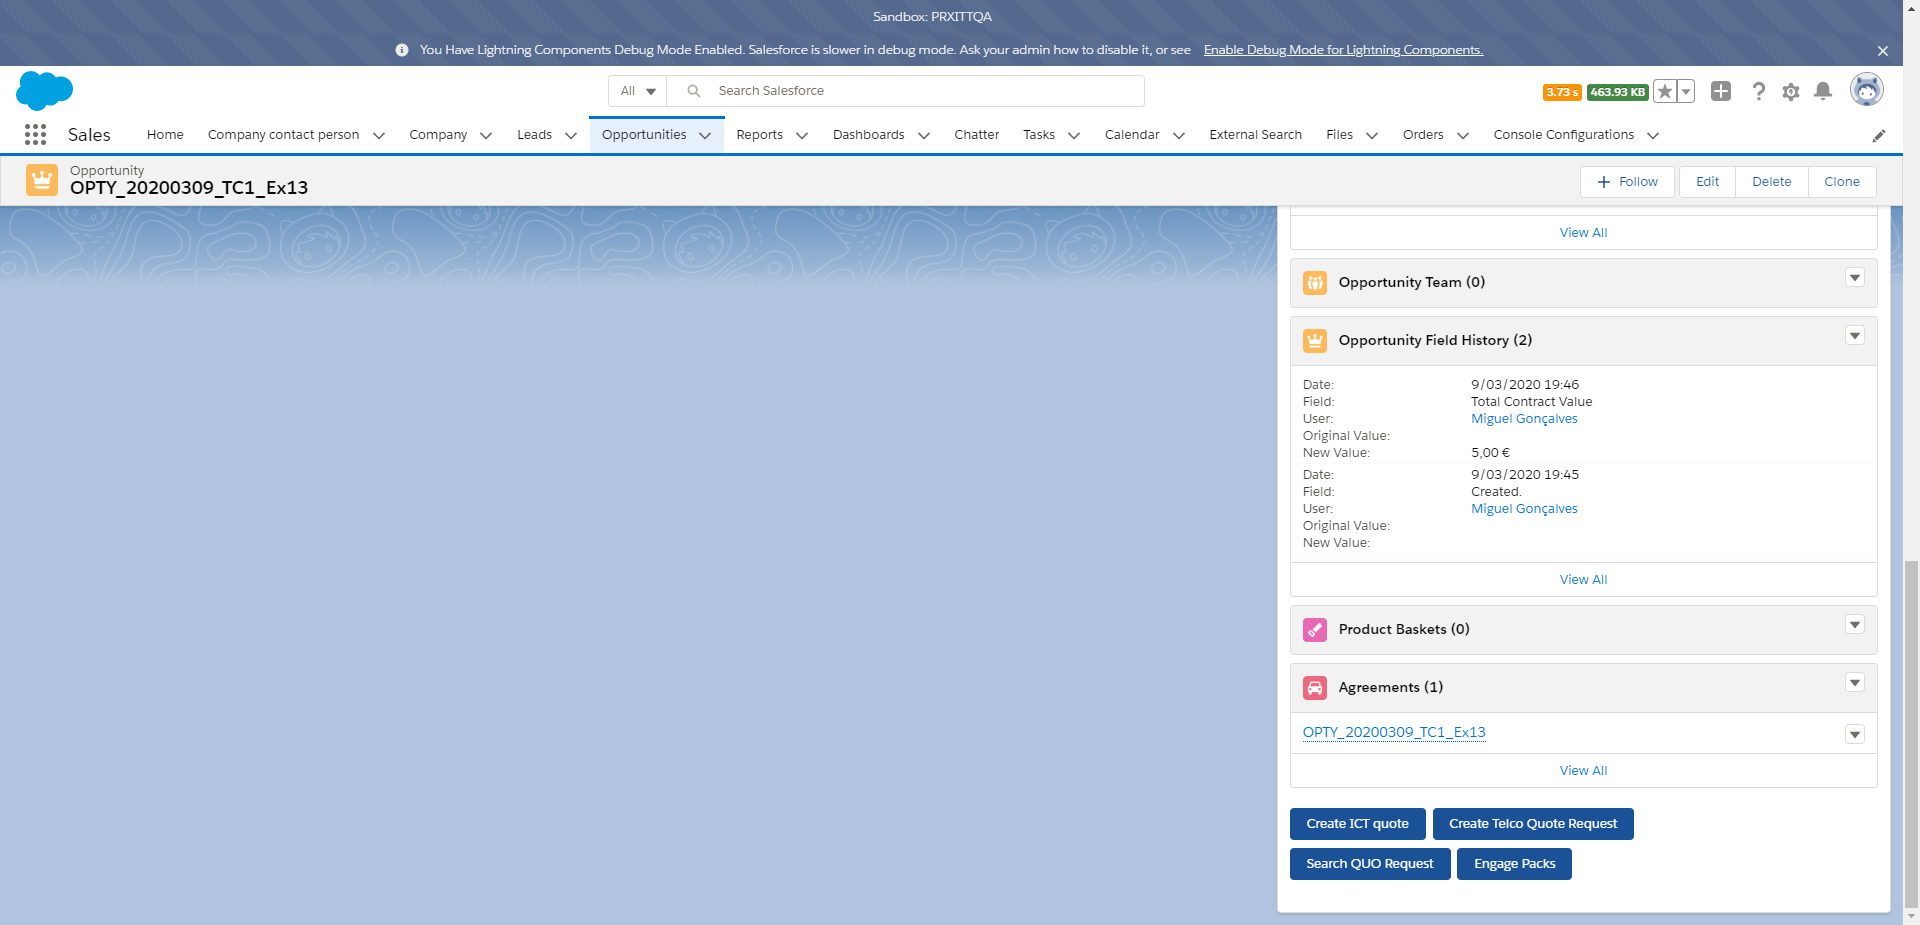 Sandbox: PRXITTQA
You Have Lightning Components Debug Mode Enabled. Salesforce is slower in debug mode. Ask your admin how to disable it, or see Enable Debug Mode for Lightning Components.
All
Search Salesforce
3.73 s 463.93 KB
Sales Home Company contact person Company Leads Opportunities Reports Dashboards Chatter Tasks Calendar External Search Files Orders Console Configurations
Opportunity
OPTY_20200309_TC1_Ex13
Follow Edit Delete Clone
View All
Opportunity Team (0)
Opportunity Field History (2)
Date: 9/03/2020 19:46
Field: Total Contract Value
User: Miguel Gonçalves
Original Value:
New Value: 5,00 €
Date: 9/03/2020 19:45
Field: Created.
User: Miguel Gonçalves
Original Value:
New Value:
View All
Product Baskets (0)
Agreements (1)
OPTY_20200309_TC1_Ex13
View All
Create ICT quote Create Telco Quote Request
Search QUO Request Engage Packs